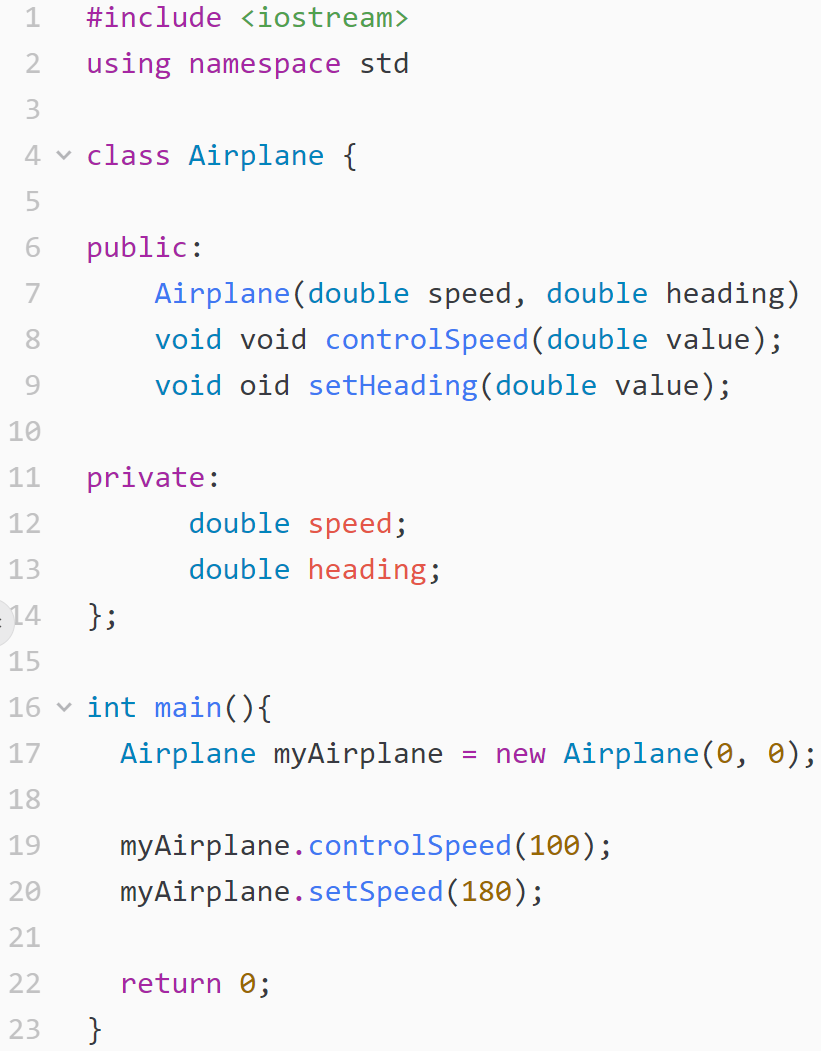 1 #include <iostream>
2 using namespace std
3
4 class Airplane {
5
6 public:
7     Airplane(double speed, double heading)
8     void void controlSpeed(double value);
9     void oid setHeading(double value);
10
11 private:
12       double speed;
13       double heading;
14 };
15
16 int main(){
17   Airplane myAirplane = new Airplane(0, 0);
18
19   myAirplane.controlSpeed(100);
20   myAirplane.setSpeed(180);
21
22   return 0;
23 }